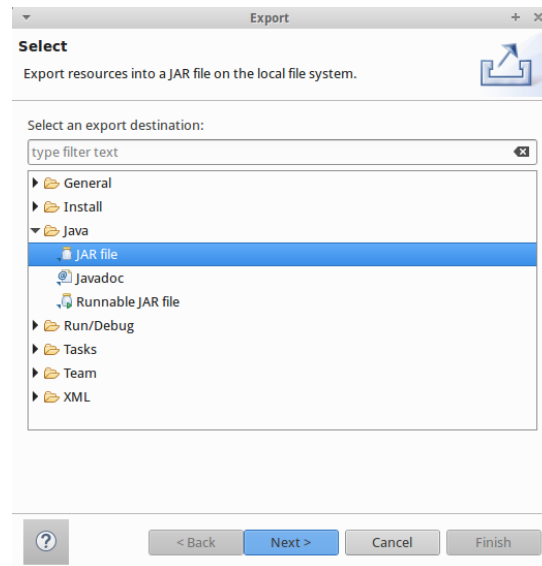 Export
Select
Export resources into a JAR file on the local file system.
Select an export destination:
type filter text
General
Install
Java
JAR file
Javadoc
Runnable JAR file
Run/Debug
Tasks
Team
XML
? < Back Next > Cancel Finish